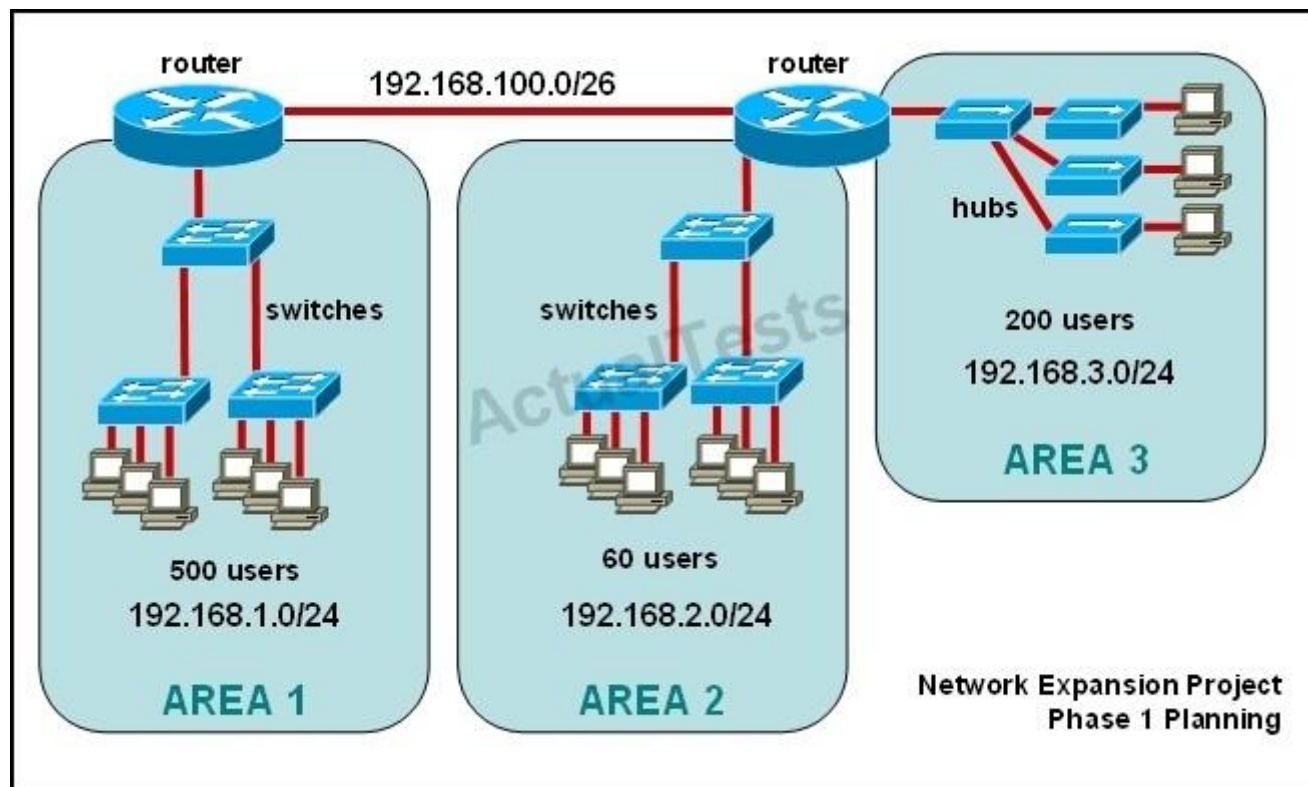 router
192.168.100.0/26
router
hubs
switches
switches
200 users
192.168.3.0/24
AREA 3
ActualTests
500 users
192.168.1.0/24
60 users
192.168.2.0/24
AREA 1
AREA 2
Network Expansion Project
Phase 1 Planning